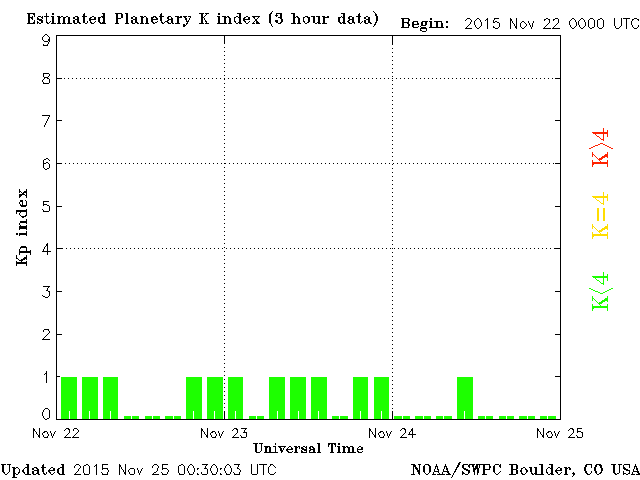 Estimated Planetary K index (3 hour data) Begin: 2015 Nov 22 0000 UTC
9
8
7
6
5
4
3
2
1
0
Kp index
K>4
K=4
K<4
Nov 22 Nov 23 Nov 24 Nov 25
Universal Time
Updated 2015 Nov 25 00:30:03 UTC NOAA/SWPC Boulder, CO USA